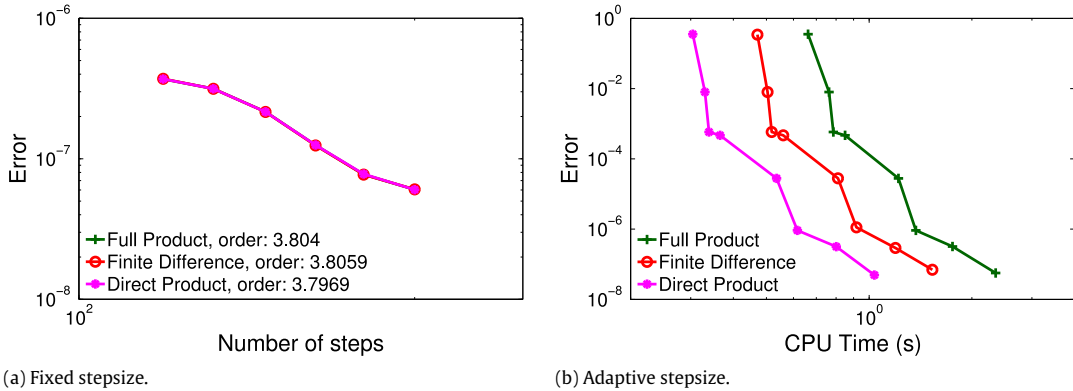 10^-6
10^-7
10^-8
Error
Full Product, order: 3.804
Finite Difference, order: 3.8059
Direct Product, order: 3.7969
10^2
Number of steps
(a) Fixed stepsize.
10^0
10^-2
10^-4
10^-6
10^-8
Error
Full Product
Finite Difference
Direct Product
10^0
CPU Time (s)
(b) Adaptive stepsize.